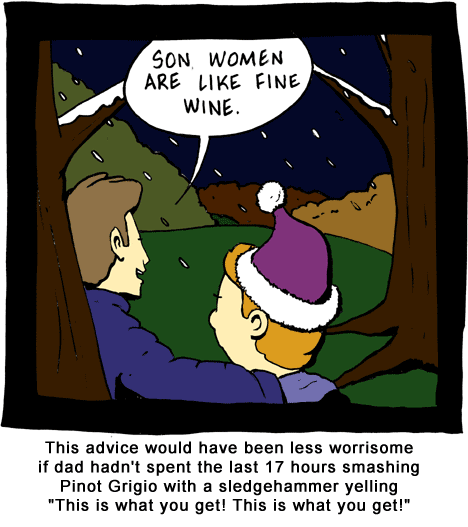 SON, WOMEN
ARE LIKE FINE
WINE.
This advice would have been less worrisome
if dad hadn't spent the last 17 hours smashing
Pinot Grigio with a sledgehammer yelling
"This is what you get! This is what you get!"